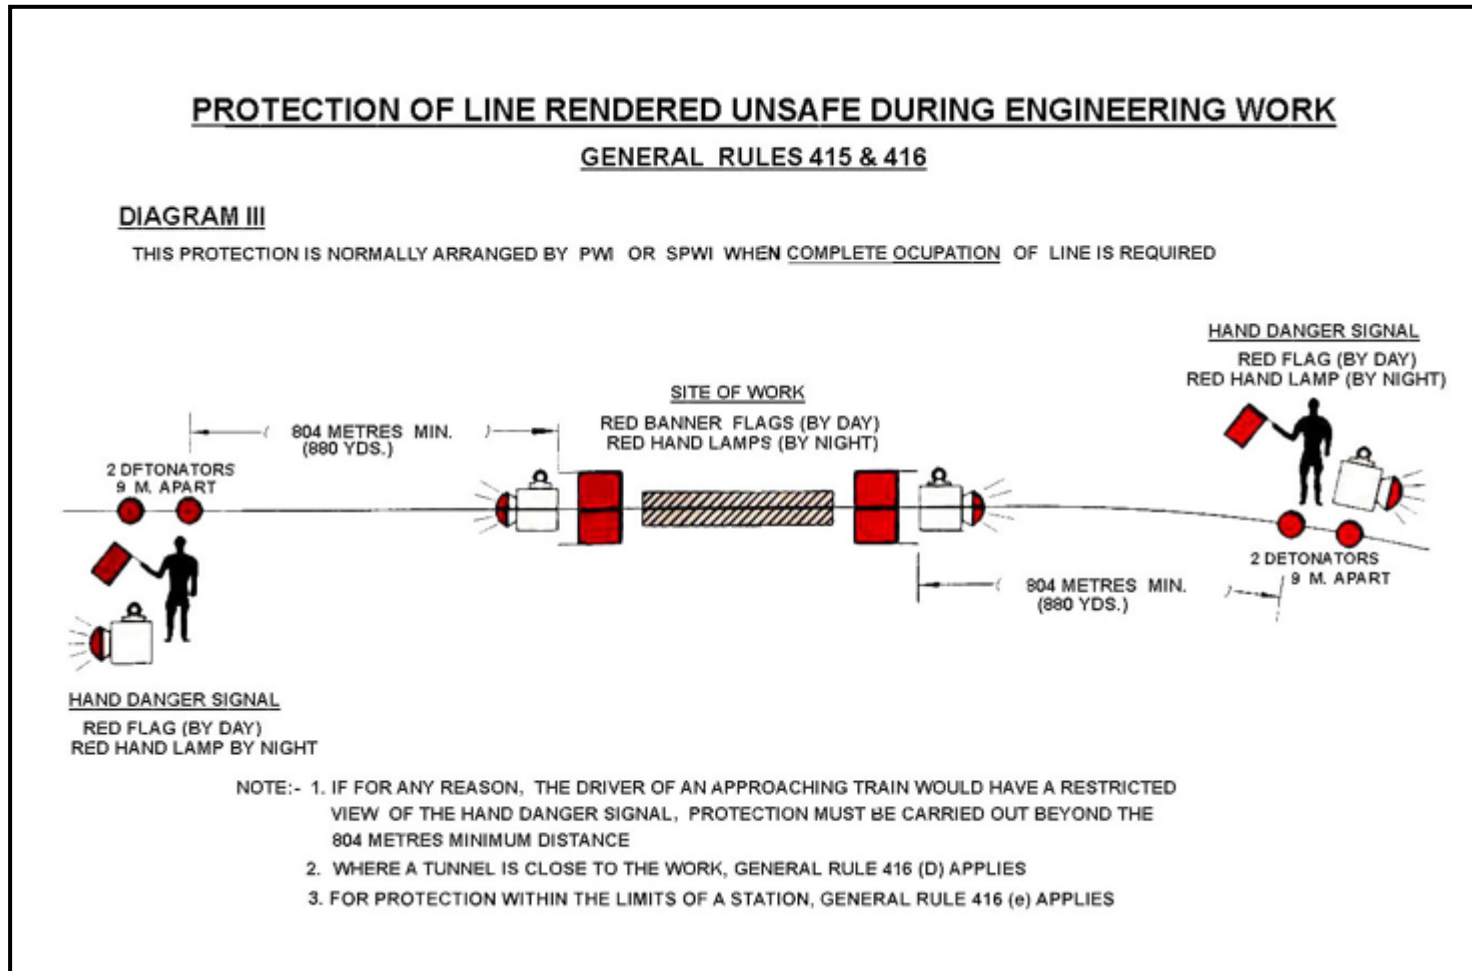 PROTECTION OF LINE RENDERED UNSAFE DURING ENGINEERING WORK
GENERAL RULES 415 & 416
DIAGRAM III
THIS PROTECTION IS NORMALLY ARRANGED BY PWI OR SPWI WHEN COMPLETE OCUPATION OF LINE IS REQUIRED
HAND DANGER SIGNAL
RED FLAG (BY DAY)
RED HAND LAMP (BY NIGHT)
SITE OF WORK
RED BANNER FLAGS (BY DAY)
RED HAND LAMPS (BY NIGHT)
804 METRES MIN.
(880 YDS.)
2 DFTONATORS
9 M. APART
2 DETONATORS
9 M. APART
804 METRES MIN.
(880 YDS.)
HAND DANGER SIGNAL
RED FLAG (BY DAY)
RED HAND LAMP BY NIGHT
NOTE:- 1. IF FOR ANY REASON, THE DRIVER OF AN APPROACHING TRAIN WOULD HAVE A RESTRICTED
VIEW OF THE HAND DANGER SIGNAL, PROTECTION MUST BE CARRIED OUT BEYOND THE
804 METRES MINIMUM DISTANCE
2. WHERE A TUNNEL IS CLOSE TO THE WORK, GENERAL RULE 416 (D) APPLIES
3. FOR PROTECTION WITHIN THE LIMITS OF A STATION, GENERAL RULE 416 (e) APPLIES